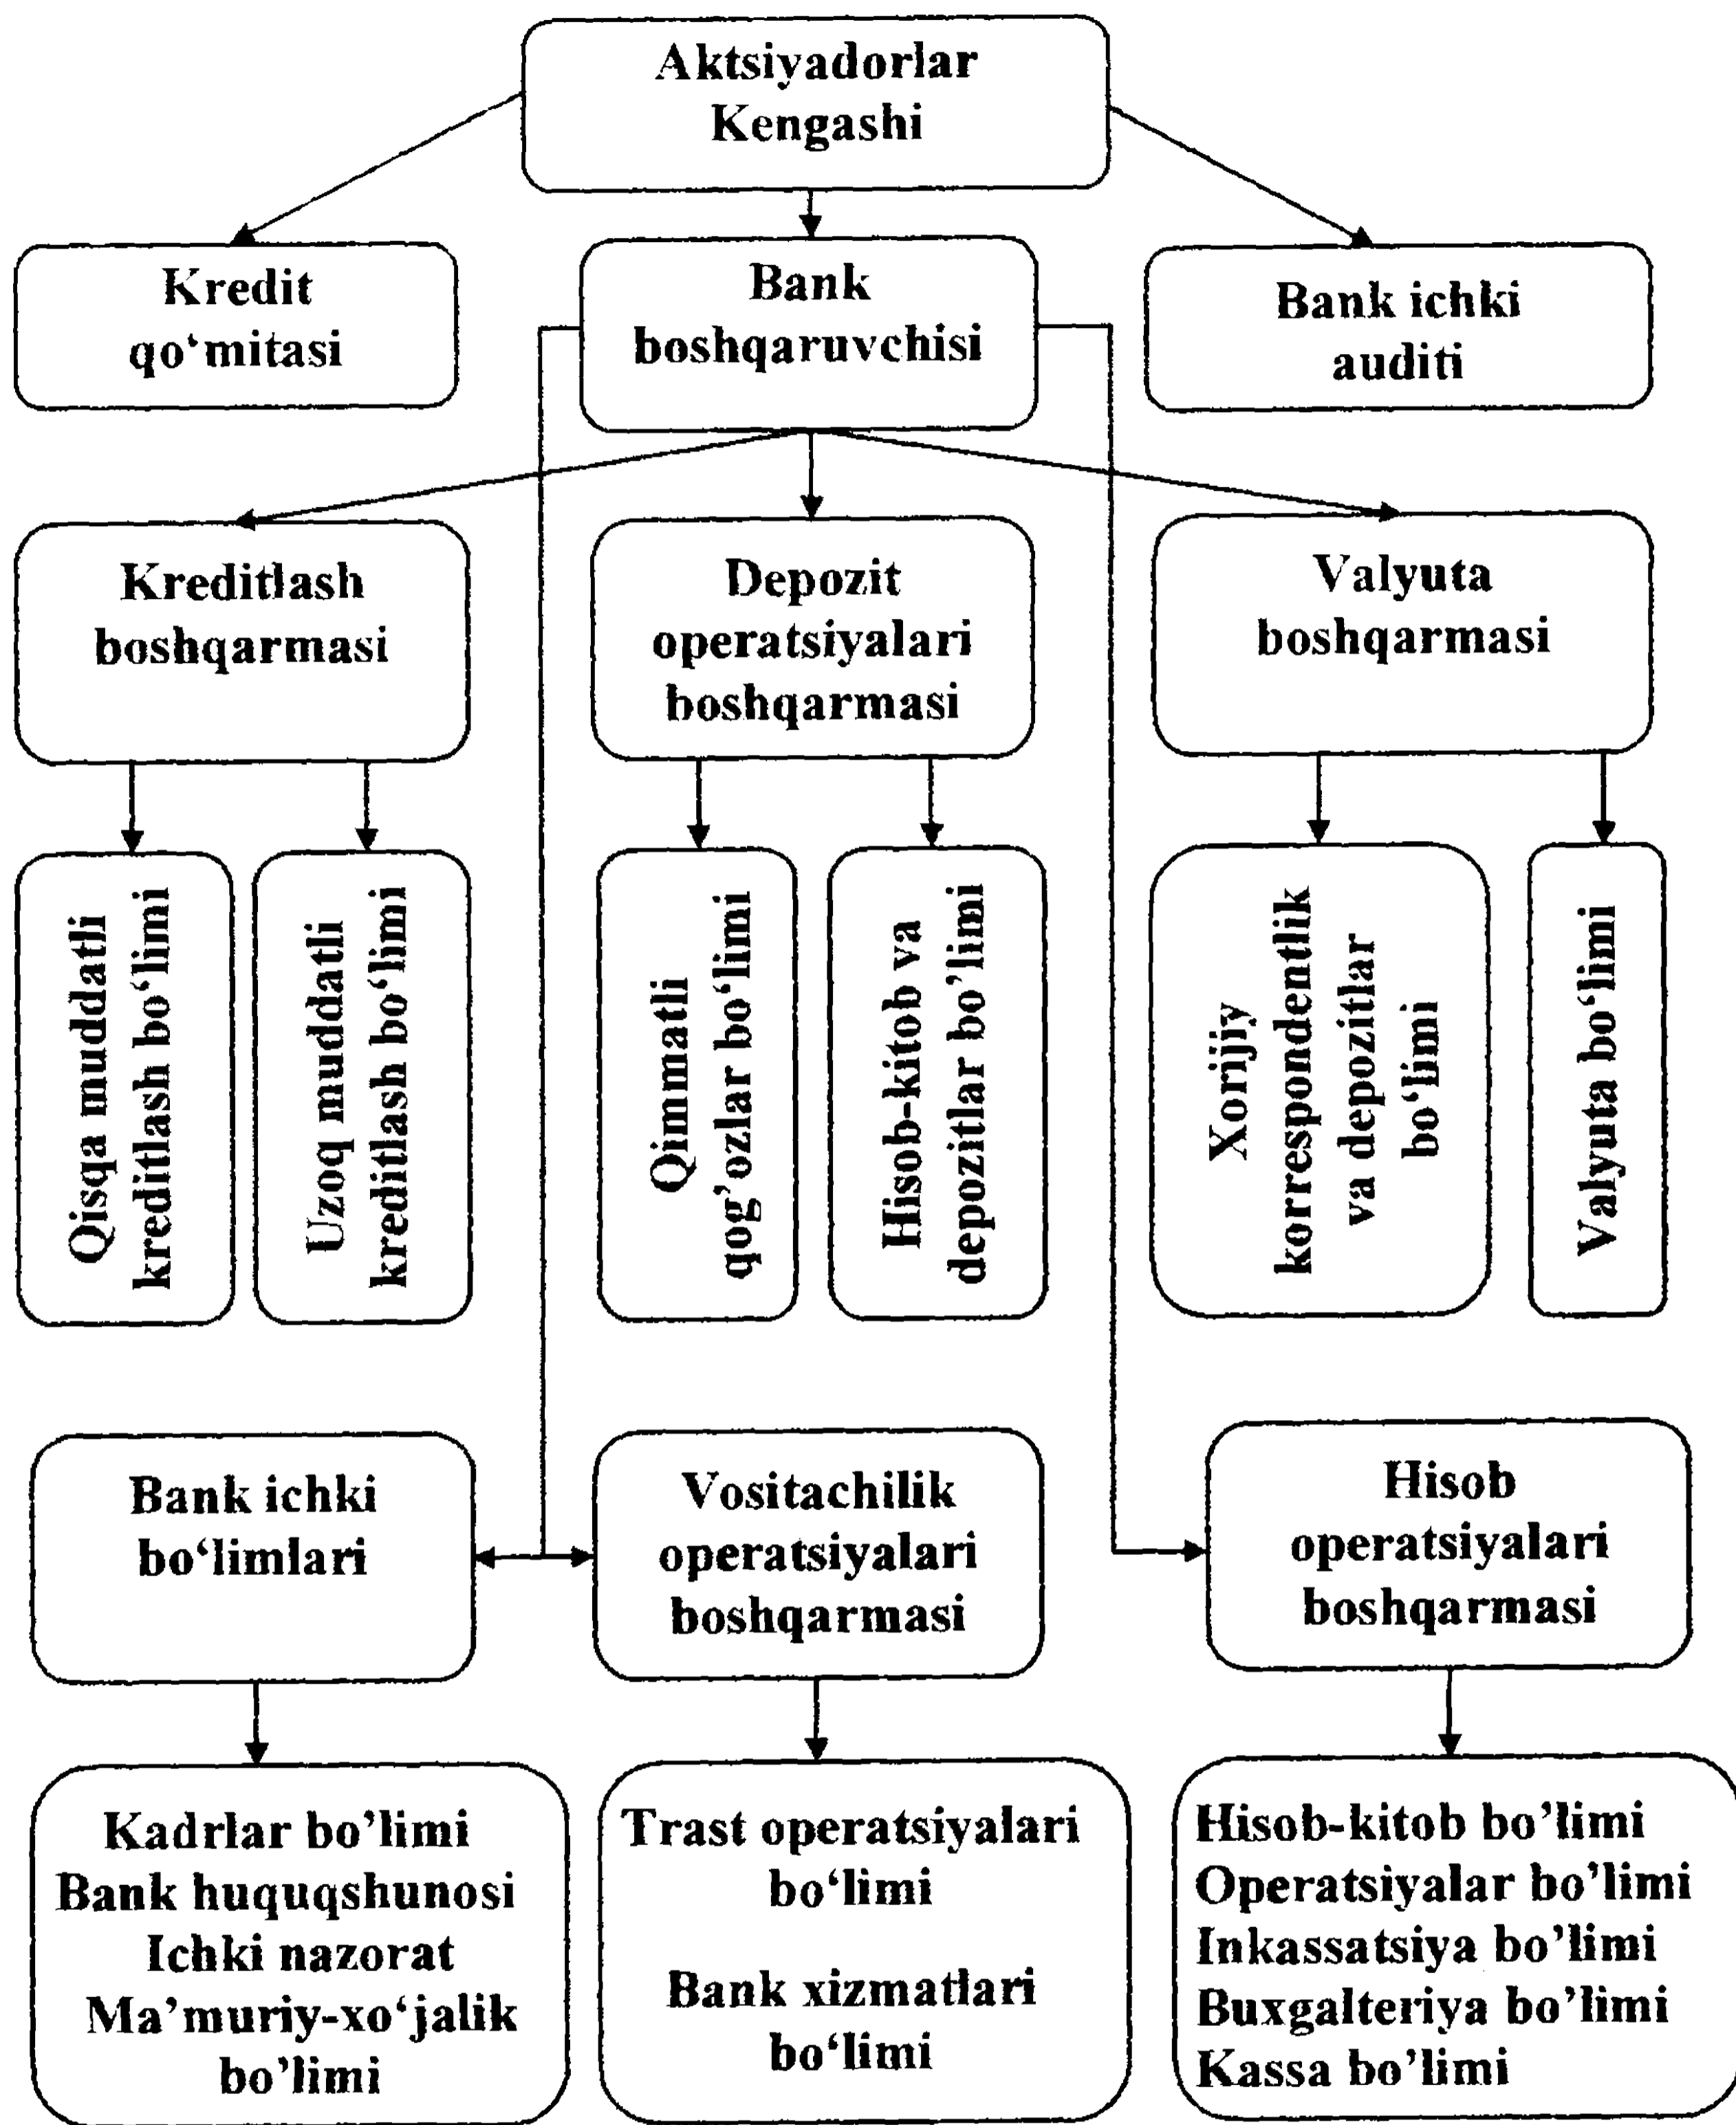 Aktsiyadorlar
Kengashi
Kredit
qo‘mitasi
Bank
boshqaruvchisi
Bank ichki
auditi
Kreditlash
boshqarmasi
Depozit
operatsiyalari
boshqarmasi
Valyuta
boshqarmasi
Qisqa muddatli
kreditlash bo‘limi
Uzoq muddatli
kreditlash bo‘limi
Qimmatli
qog’ozlar bo‘limi
Hisob-kitob va
depozitlar bo’limi
Xorijiy
korrespondentlik
va depozitlar
bo‘limi
Valyuta bo‘limi
Bank ichki
bo‘limlari
Vositachilik
operatsiyalari
boshqarmasi
Hisob
operatsiyalari
boshqarmasi
Kadrlar bo’limi
Bank huquqshunosi
Ichki nazorat
Ma’muriy-xo‘jalik
bo’limi
Trast operatsiyalari
bo‘limi
Bank xizmatlari
bo‘limi
Hisob-kitob bo’limi
Operatsiyalar bo’limi
Inkassatsiya bo’limi
Buxgalteriya bo’limi
Kassa bo’limi